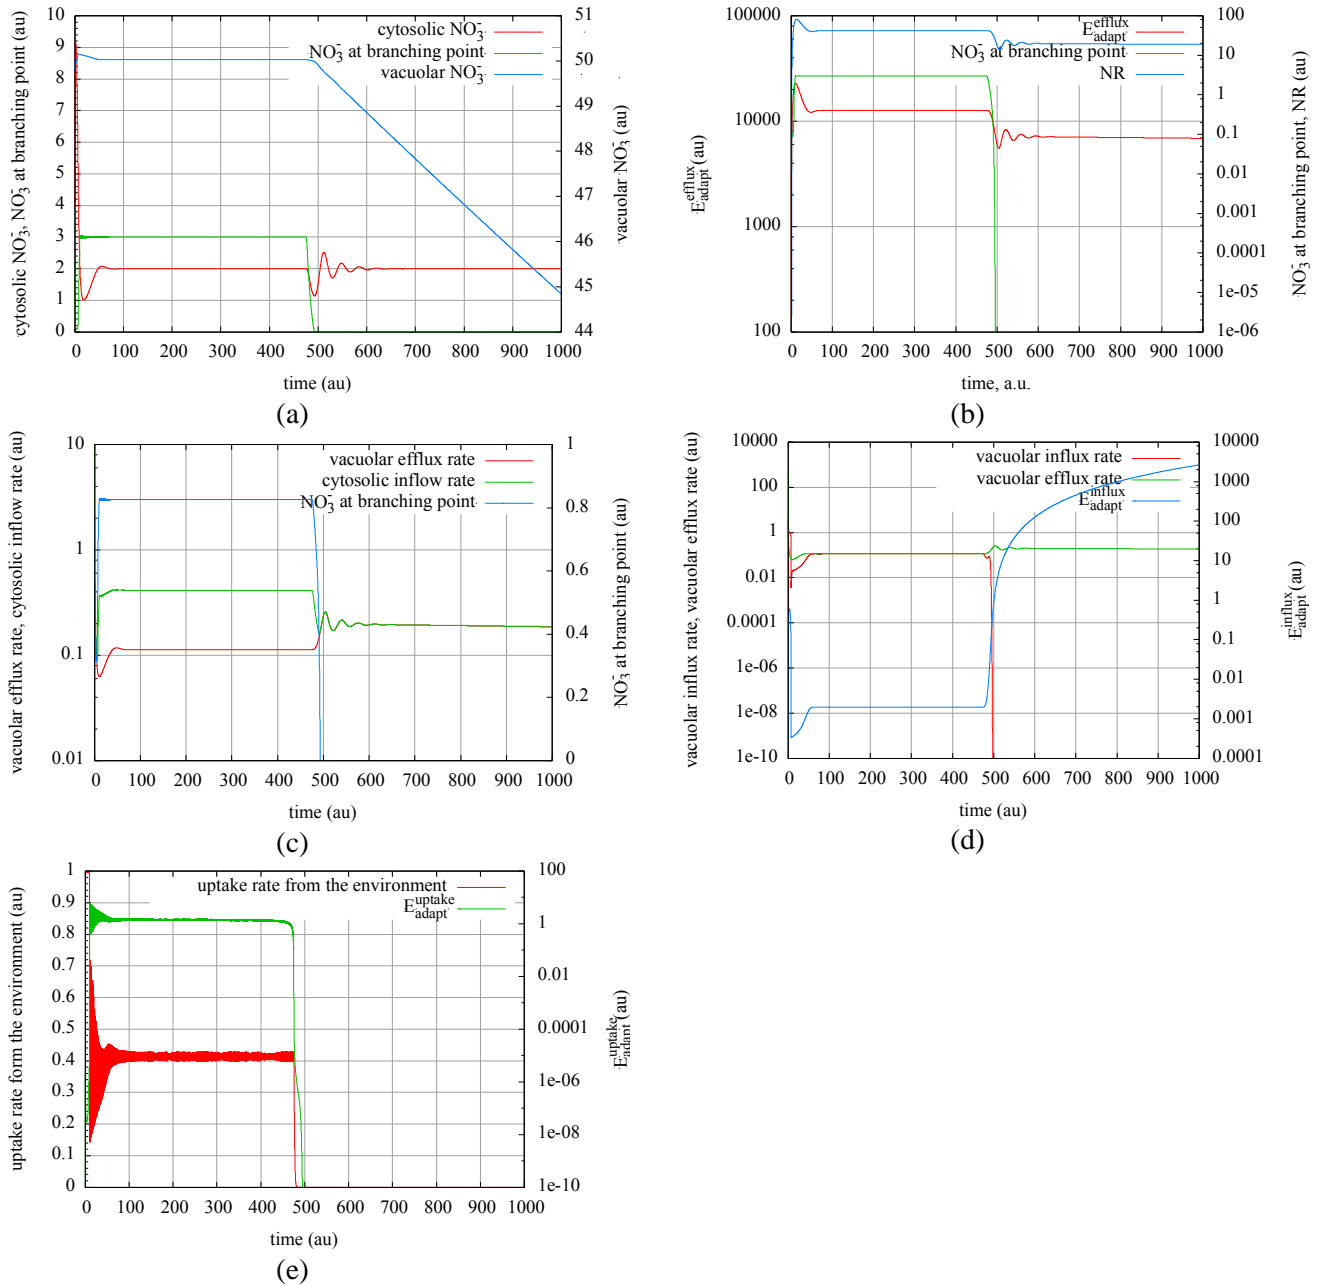 cytosolic NO3-
NO3- at branching point
vacuolar NO3-
cytosolic NO3-, NO3- at branching point (au)
9
8
7
6
5
4
3
2
1
0
51
50
49
48
47
46
45
44
vacuolar NO3- (au)
0 100 200 300 400 500 600 700 800 900 1000
time (au)
(a)
E adapt efflux
NO3- at branching point
NR
E adapt efflux (au)
100000
10000
1000
100
100
10
1
0.1
0.01
0.001
0.0001
1e-05
1e-06
NO3- at branching point, NR (au)
0 100 200 300 400 500 600 700 800 900 1000
time, a.u.
(b)
vacuolar efflux rate
cytosolic inflow rate
NO3- at branching point
vacuolar efflux rate, cytosolic inflow rate (au)
10
1
0.1
0.01
1
0.8
0.6
0.4
0.2
0
NO3- at branching point (au)
0 100 200 300 400 500 600 700 800 900 1000
time (au)
(c)
vacuolar influx rate
vacuolar efflux rate
E adapt influx
vacuolar influx rate, vacuolar efflux rate (au)
10000
100
1
0.01
0.0001
1e-06
1e-08
1e-10
10000
1000
100
10
1
0.1
0.01
0.001
0.0001
E adapt influx (au)
0 100 200 300 400 500 600 700 800 900 1000
time (au)
(d)
uptake rate from the environment
E adapt uptake
uptake rate form the environment (au)
1
0.9
0.8
0.7
0.6
0.5
0.4
0.3
0.2
0.1
0
100
1
0.01
0.0001
1e-06
1e-08
1e-10
E adapt uptake (au)
0 100 200 300 400 500 600 700 800 900 1000
time (au)
(e)